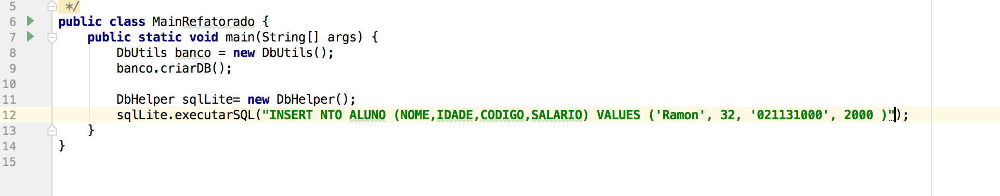 5 */
6 public class MainRefatorado {
7 public static void main(String[] args) {
8 DbUtils banco = new DbUtils();
9 banco.criarDB();
10
11 DbHelper sqlLite= new DbHelper();
12 sqlLite.executarSQL("INSERT NTO ALUNO (NOME,IDADE,CODIGO,SALARIO) VALUES ('Ramon', 32, '021131000', 2000 )");
13 }
14 }
15